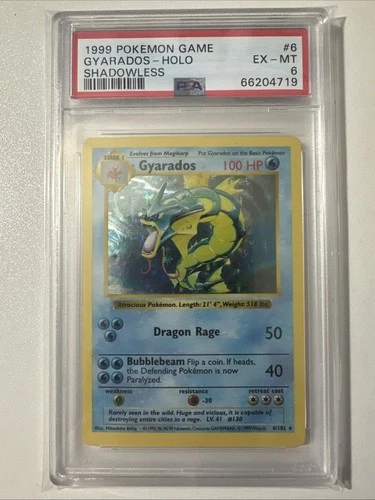 1999 POKEMON GAME #6
GYARADOS-HOLO EX-MT
SHADOWLESS 6
PSA 66204719
STAGE 1 Evolves from Magikarp Put Gyarados on the Basic Pokémon
Gyarados 100 HP
Atrocious Pokémon. Length: 21' 4", Weight: 518 lbs.
Dragon Rage 50
Bubblebeam Flip a coin. If heads,
the Defending Pokémon is now
Paralyzed. 40
weakness resistance retreat cost
-30
Rarely seen in the wild. Huge and vicious, it is capable of
destroying entire cities in a rage. LV. 41 #130
6/102